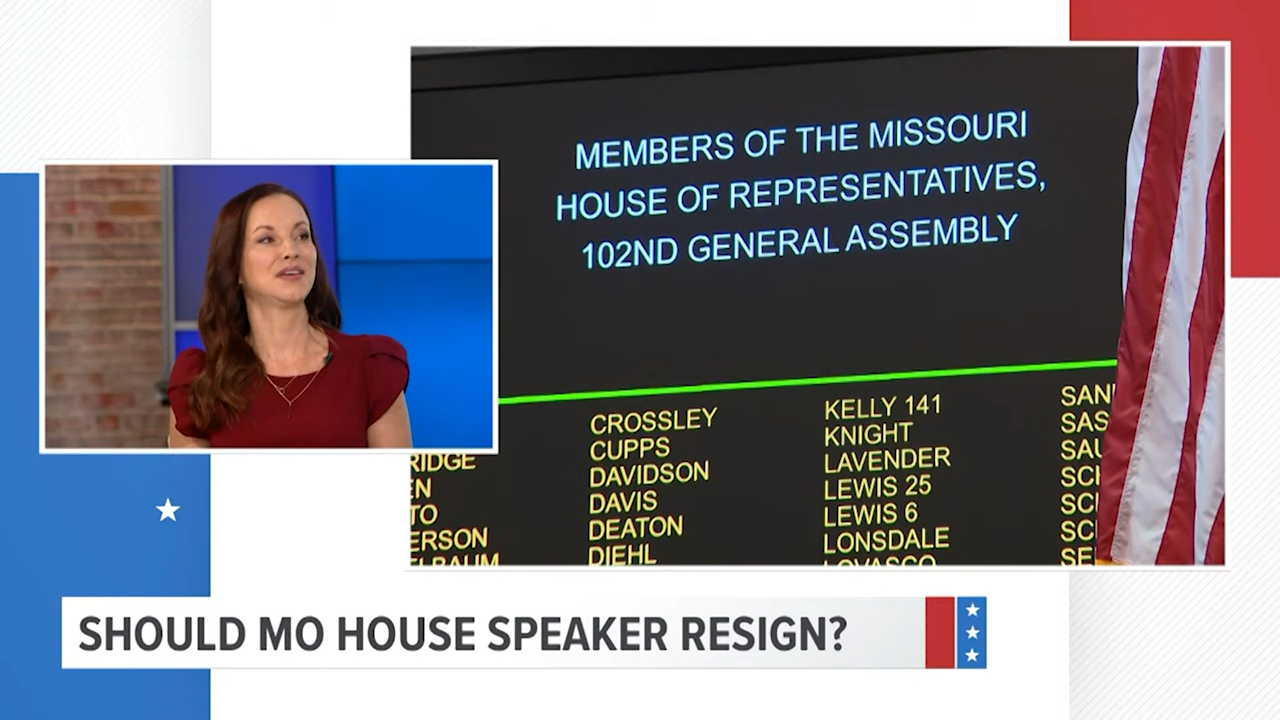 MEMBERS OF THE MISSOURI
HOUSE OF REPRESENTATIVES,
102ND GENERAL ASSEMBLY
CROSSLEY
CUPPS
DAVIDSON
DAVIS
DEATON
DIEHL
KELLY 141
KNIGHT
LAVENDER
LEWIS 25
LEWIS 6
LONSDALE
SHOULD MO HOUSE SPEAKER RESIGN?